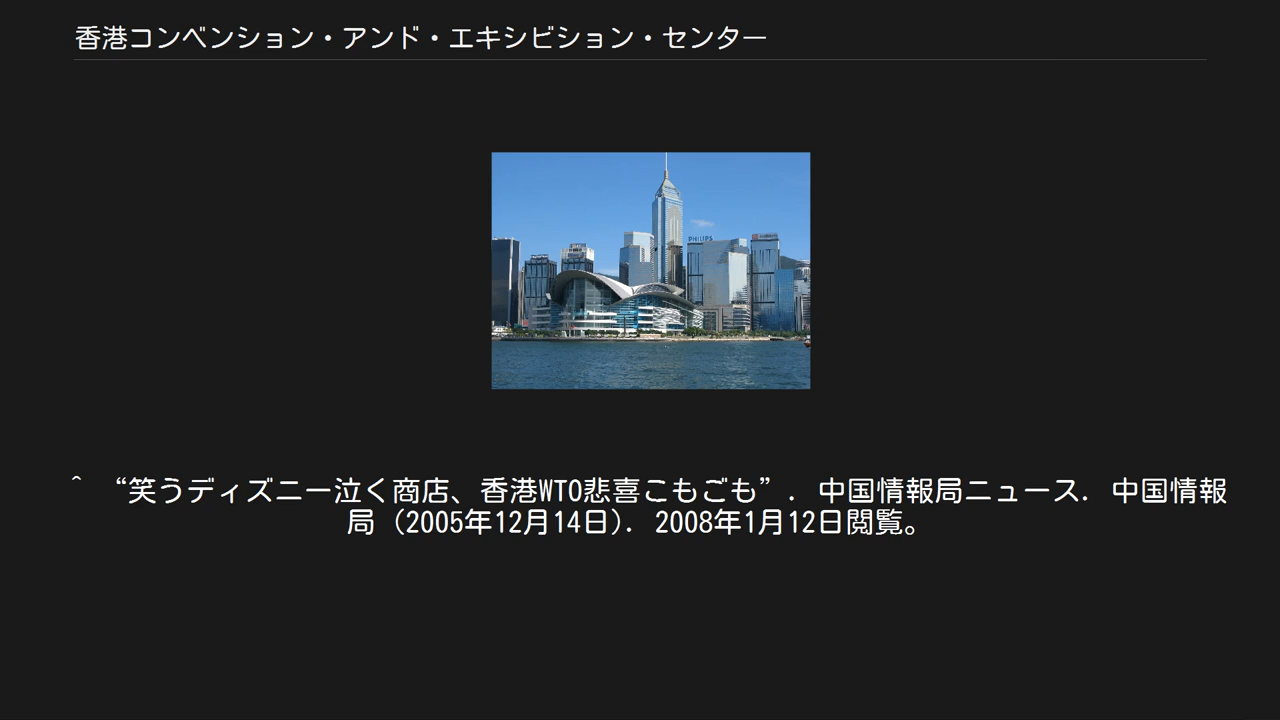 香港コンベンション・アンド・エキシビション・センター
PHILIPS
^ “笑うディズニー泣く商店、香港WTO悲喜こもごも”. 中国情報局ニュース. 中国情報
局 (2005年12月14日). 2008年1月12日閲覧。